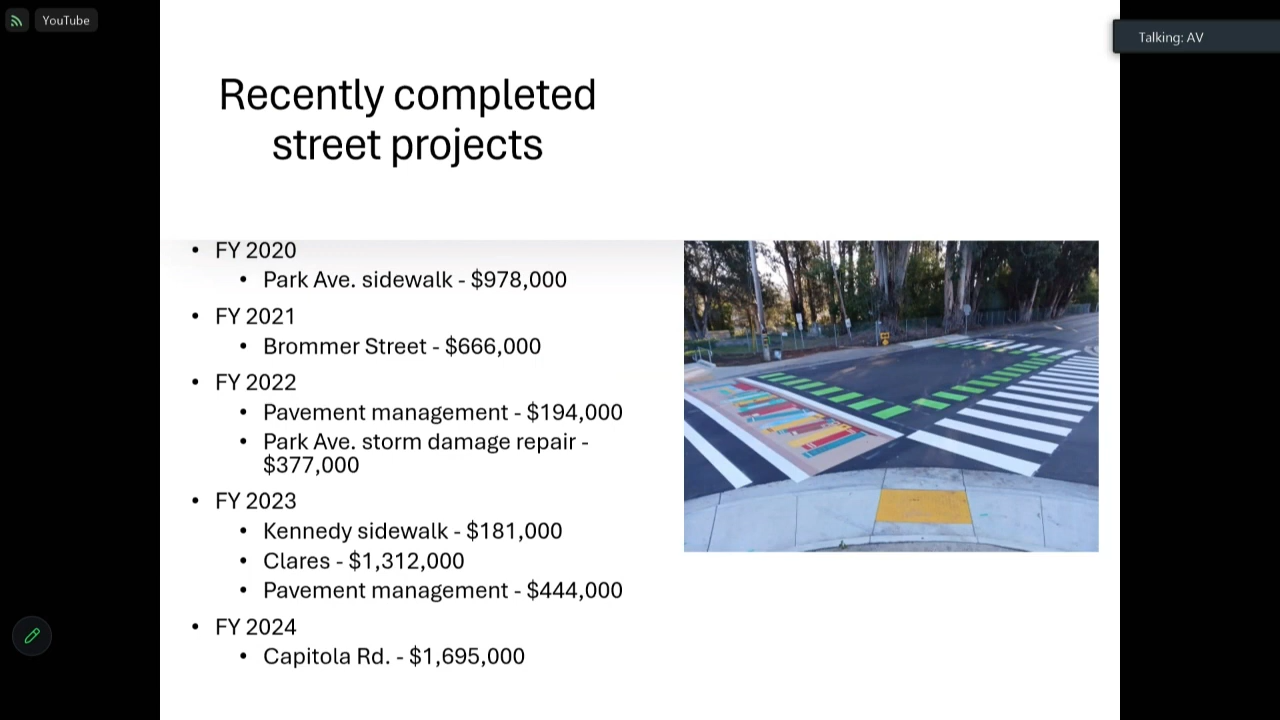 YouTube
Talking: AV
Recently completed
street projects
• FY 2020
• Park Ave. sidewalk - $978,000
• FY 2021
• Brommer Street - $666,000
• FY 2022
• Pavement management - $194,000
• Park Ave. storm damage repair -
$377,000
• FY 2023
• Kennedy sidewalk - $181,000
• Clares - $1,312,000
• Pavement management - $444,000
• FY 2024
• Capitola Rd. - $1,695,000